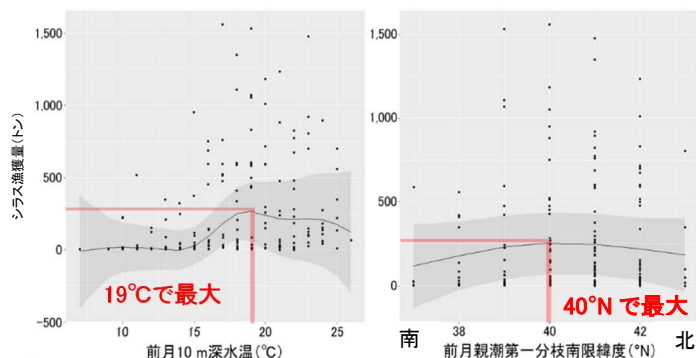 シラス漁獲量(トン)
1,500
1,000
500
0
-500
10
15
20
25
19℃で最大
前月10 m深水温(℃)
1,500
1,000
500
0
38
40
42
南
北
40°N で最大
前月親潮第一分枝南限緯度(°N)